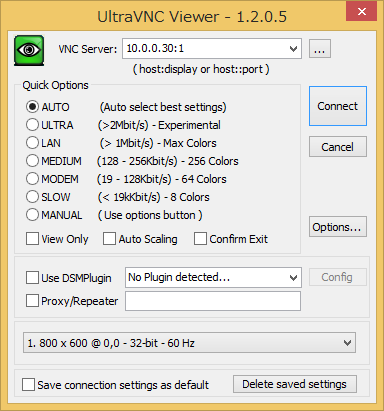 UltraVNC Viewer - 1.2.0.5
VNC Server: 10.0.0.30:1 ...
( host:display or host::port )
Quick Options
AUTO (Auto select best settings)
ULTRA (>2Mbit/s) - Experimental
LAN (> 1Mbit/s) - Max Colors
MEDIUM (128 - 256Kbit/s) - 256 Colors
MODEM (19 - 128Kbit/s) - 64 Colors
SLOW (< 19kKbit/s) - 8 Colors
MANUAL ( Use options button )
View Only Auto Scaling Confirm Exit
Connect
Cancel
Options...
Use DSMPlugin No Plugin detected... Config
Proxy/Repeater
1. 800 x 600 @ 0,0 - 32-bit - 60 Hz
Save connection settings as default Delete saved settings